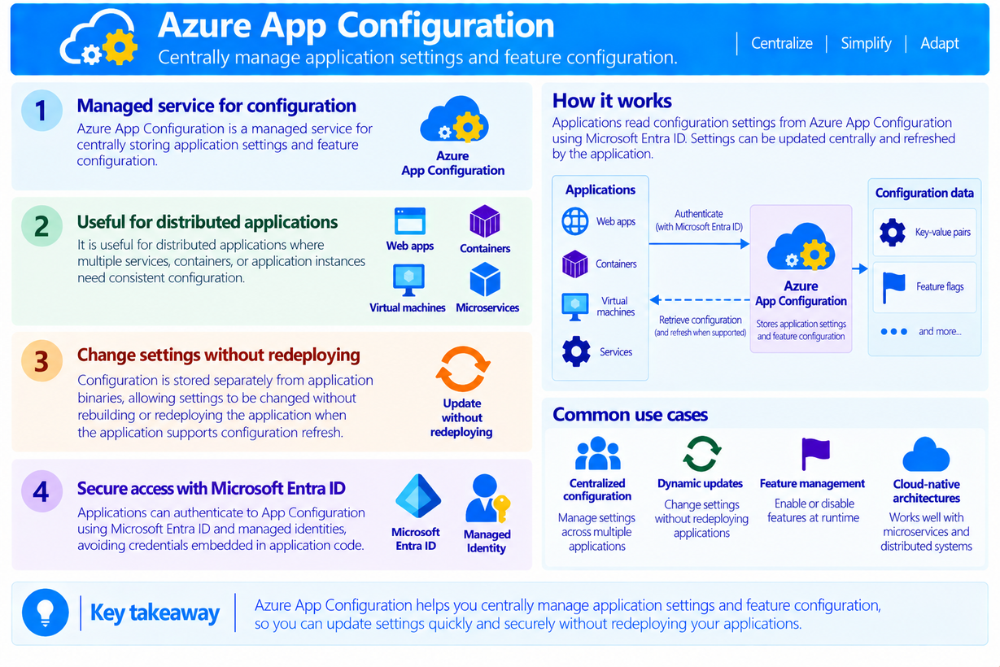 Azure App Configuration
Centrally manage application settings and feature configuration.
Centralize | Simplify | Adapt
1
Managed service for configuration
Azure App Configuration is a managed service for
centrally storing application settings and feature
configuration.
Azure
App Configuration
2
Useful for distributed applications
It is useful for distributed applications where
multiple services, containers, or application instances
need consistent configuration.
Web apps
Containers
Virtual machines
Microservices
3
Change settings without redeploying
Configuration is stored separately from application
binaries, allowing settings to be changed without
rebuilding or redeploying the application when
the application supports configuration refresh.
Update
without
redeploying
4
Secure access with Microsoft Entra ID
Applications can authenticate to App Configuration
using Microsoft Entra ID and managed identities,
avoiding credentials embedded in application code.
Microsoft
Entra ID
Managed
Identity
How it works
Applications read configuration settings from Azure App Configuration
using Microsoft Entra ID. Settings can be updated centrally and refreshed
by the application.
Applications
Web apps
Containers
Virtual
machines
Services
Authenticate
(with Microsoft Entra ID)
Retrieve configuration
(and refresh when supported)
Azure
App Configuration
Stores application settings
and feature configuration
Configuration data
Key-value pairs
Feature flags
and more...
Common use cases
Centralized
configuration
Manage settings
across multiple
applications
Dynamic updates
Change settings
without redeploying
applications
Feature management
Enable or disable
features at runtime
Cloud-native
architectures
Works well with
microservices and
distributed systems
Key takeaway
Azure App Configuration helps you centrally manage application settings and feature configuration,
so you can update settings quickly and securely without redeploying your applications.